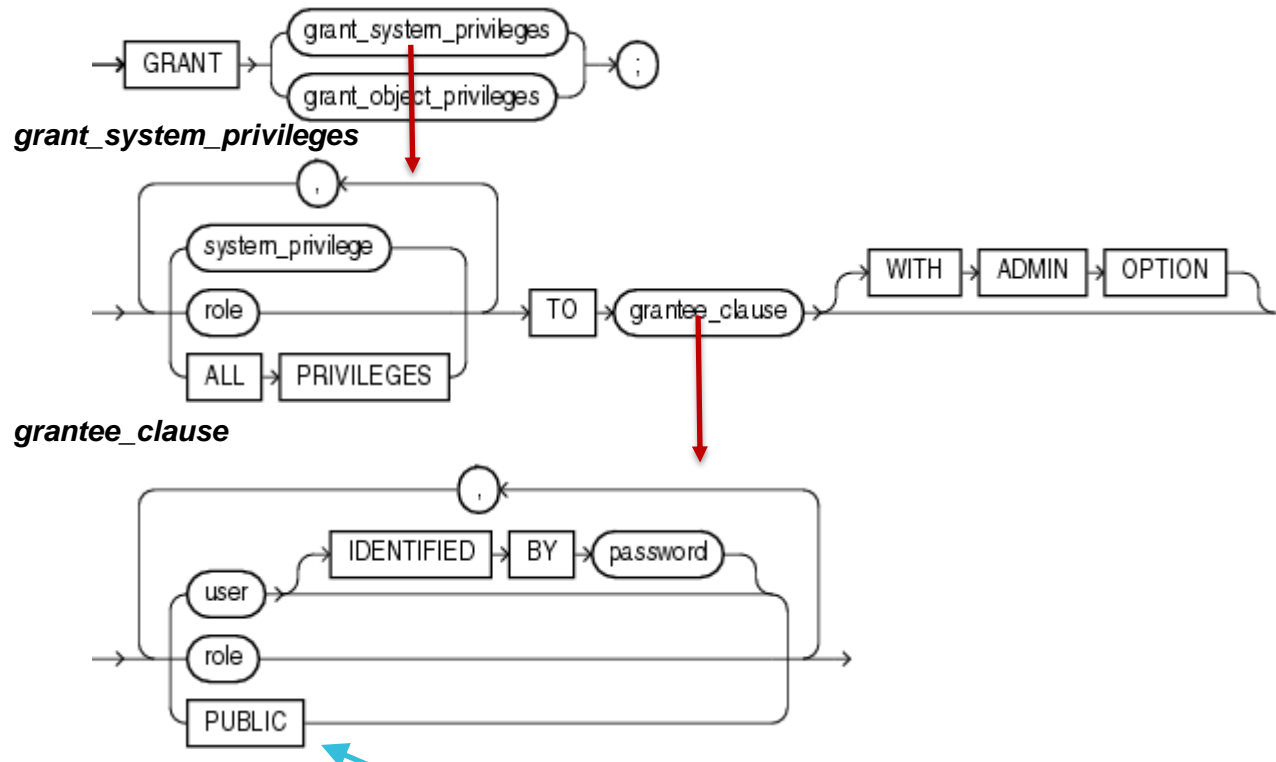 grant_system_privileges
GRANT ;
grant_object_privileges
grant_system_privileges
,
system_privilege
WITH ADMIN OPTION
role TO grantee_clause
ALL PRIVILEGES
grantee_clause
,
IDENTIFIED BY password
user
role
PUBLIC